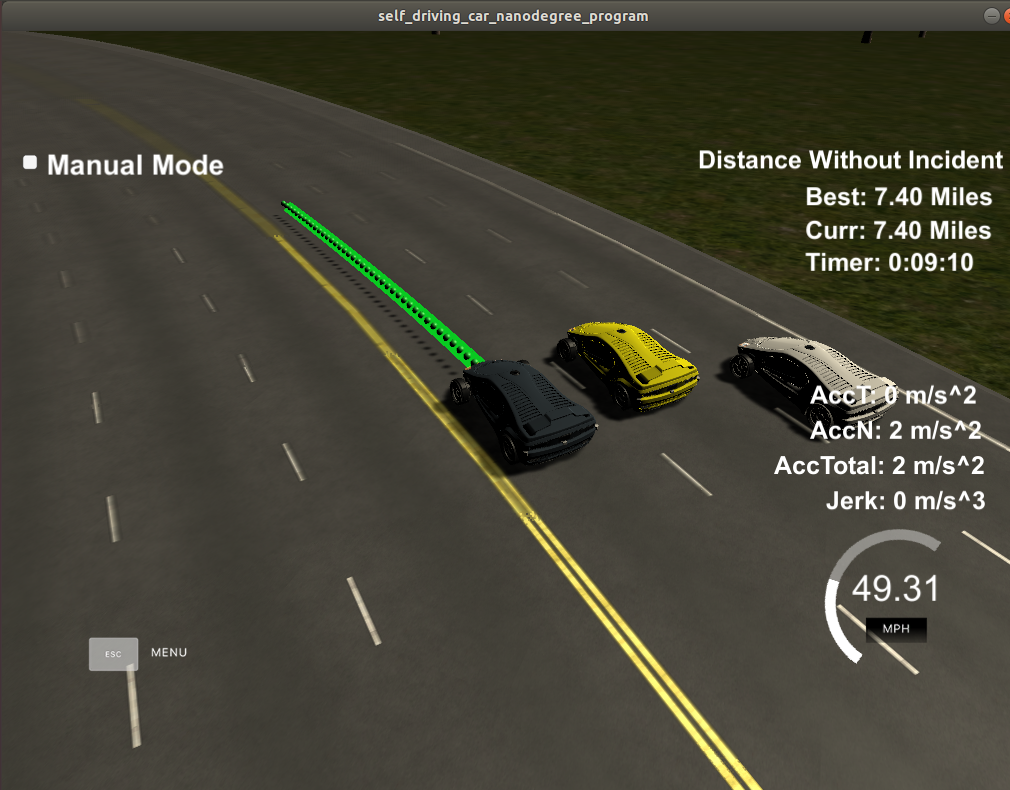 self_driving_car_nanodegree_program
Manual Mode
Distance Without Incident
Best: 7.40 Miles
Curr: 7.40 Miles
Timer: 0:09:10
AccT: 0 m/s^2
AccN: 2 m/s^2
AccTotal: 2 m/s^2
Jerk: 0 m/s^3
49.31
MPH
ESC MENU